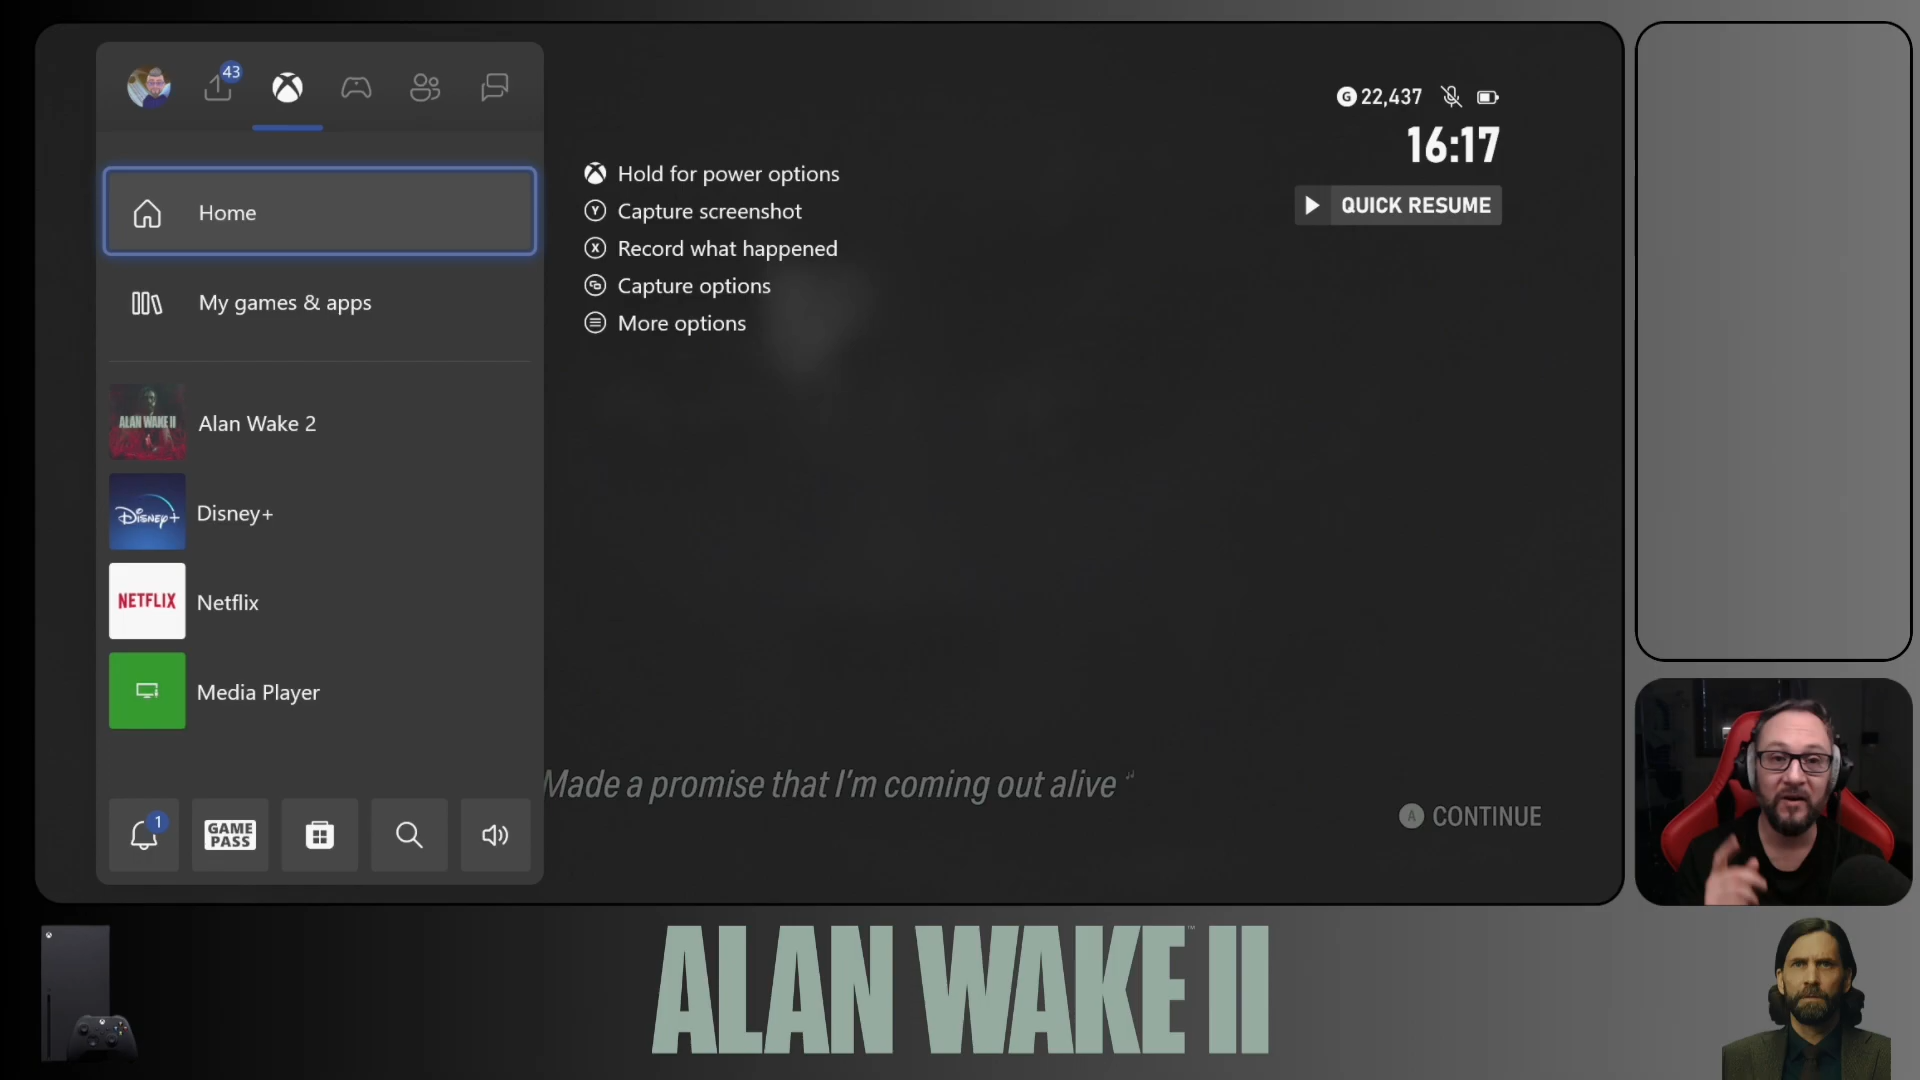 43
G 22,437
16:17
QUICK RESUME
Hold for power options
Y Capture screenshot
X Record what happened
Capture options
More options
Home
My games & apps
ALAN WAKE II
Alan Wake 2
Disney+
Disney+
NETFLIX
Netflix
Media Player
Made a promise that I'm coming out alive ♪
A CONTINUE
1
GAME
PASS
ALAN WAKE II™